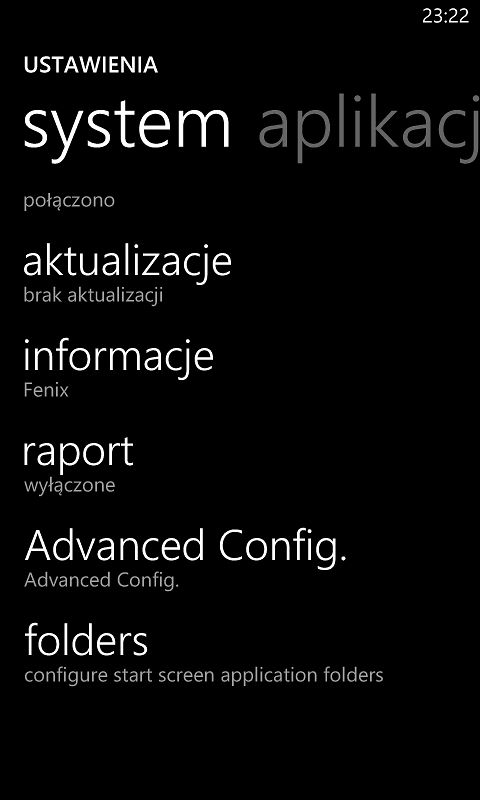 23:22
USTAWIENIA
system aplikacj
połączono
aktualizacje
brak aktualizacji
informacje
Fenix
raport
wyłączone
Advanced Config.
Advanced Config.
folders
configure start screen application folders